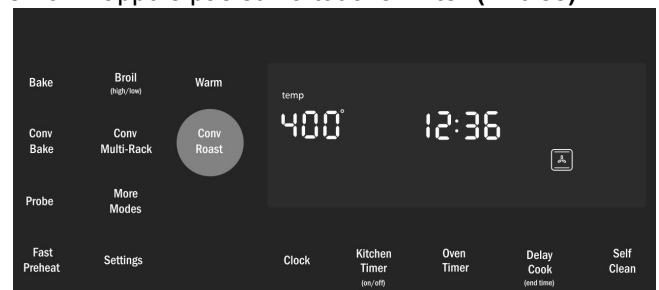 Bake
Broil
(high/low)
Warm
temp
400°
12:36
Conv
Bake
Conv
Multi-Rack
Conv
Roast
Probe
More
Modes
Fast
Preheat
Settings
Clock
Kitchen
Timer
(on/off)
Oven
Timer
Delay
Cook
(end time)
Self
Clean